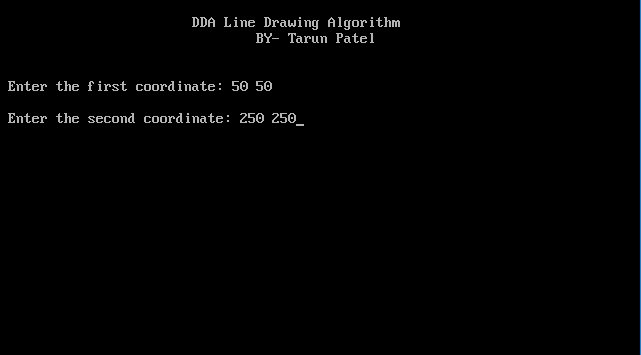 DDA Line Drawing Algorithm
BY- Tarun Patel
Enter the first coordinate: 50 50
Enter the second coordinate: 250 250_